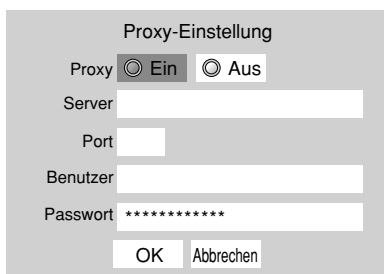 Proxy-Einstellung
Proxy Ein Aus
Server
Port
Benutzer
Passwort ************
OK Abbrechen